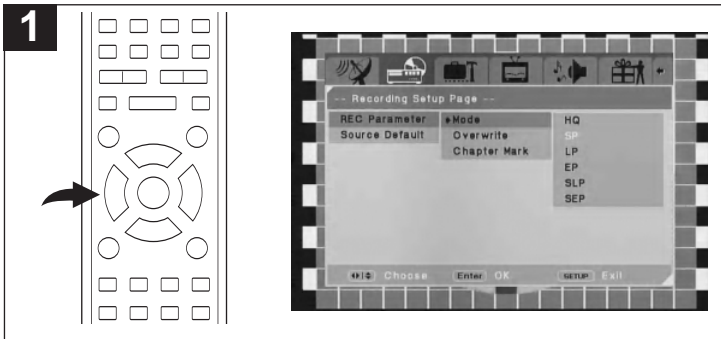 1
-- Recording Setup Page --
REC Parameter Mode HQ
Source Default Overwrite SP
Chapter Mark LP
EP
SLP
SEP
Choose Enter OK SETUP Exit